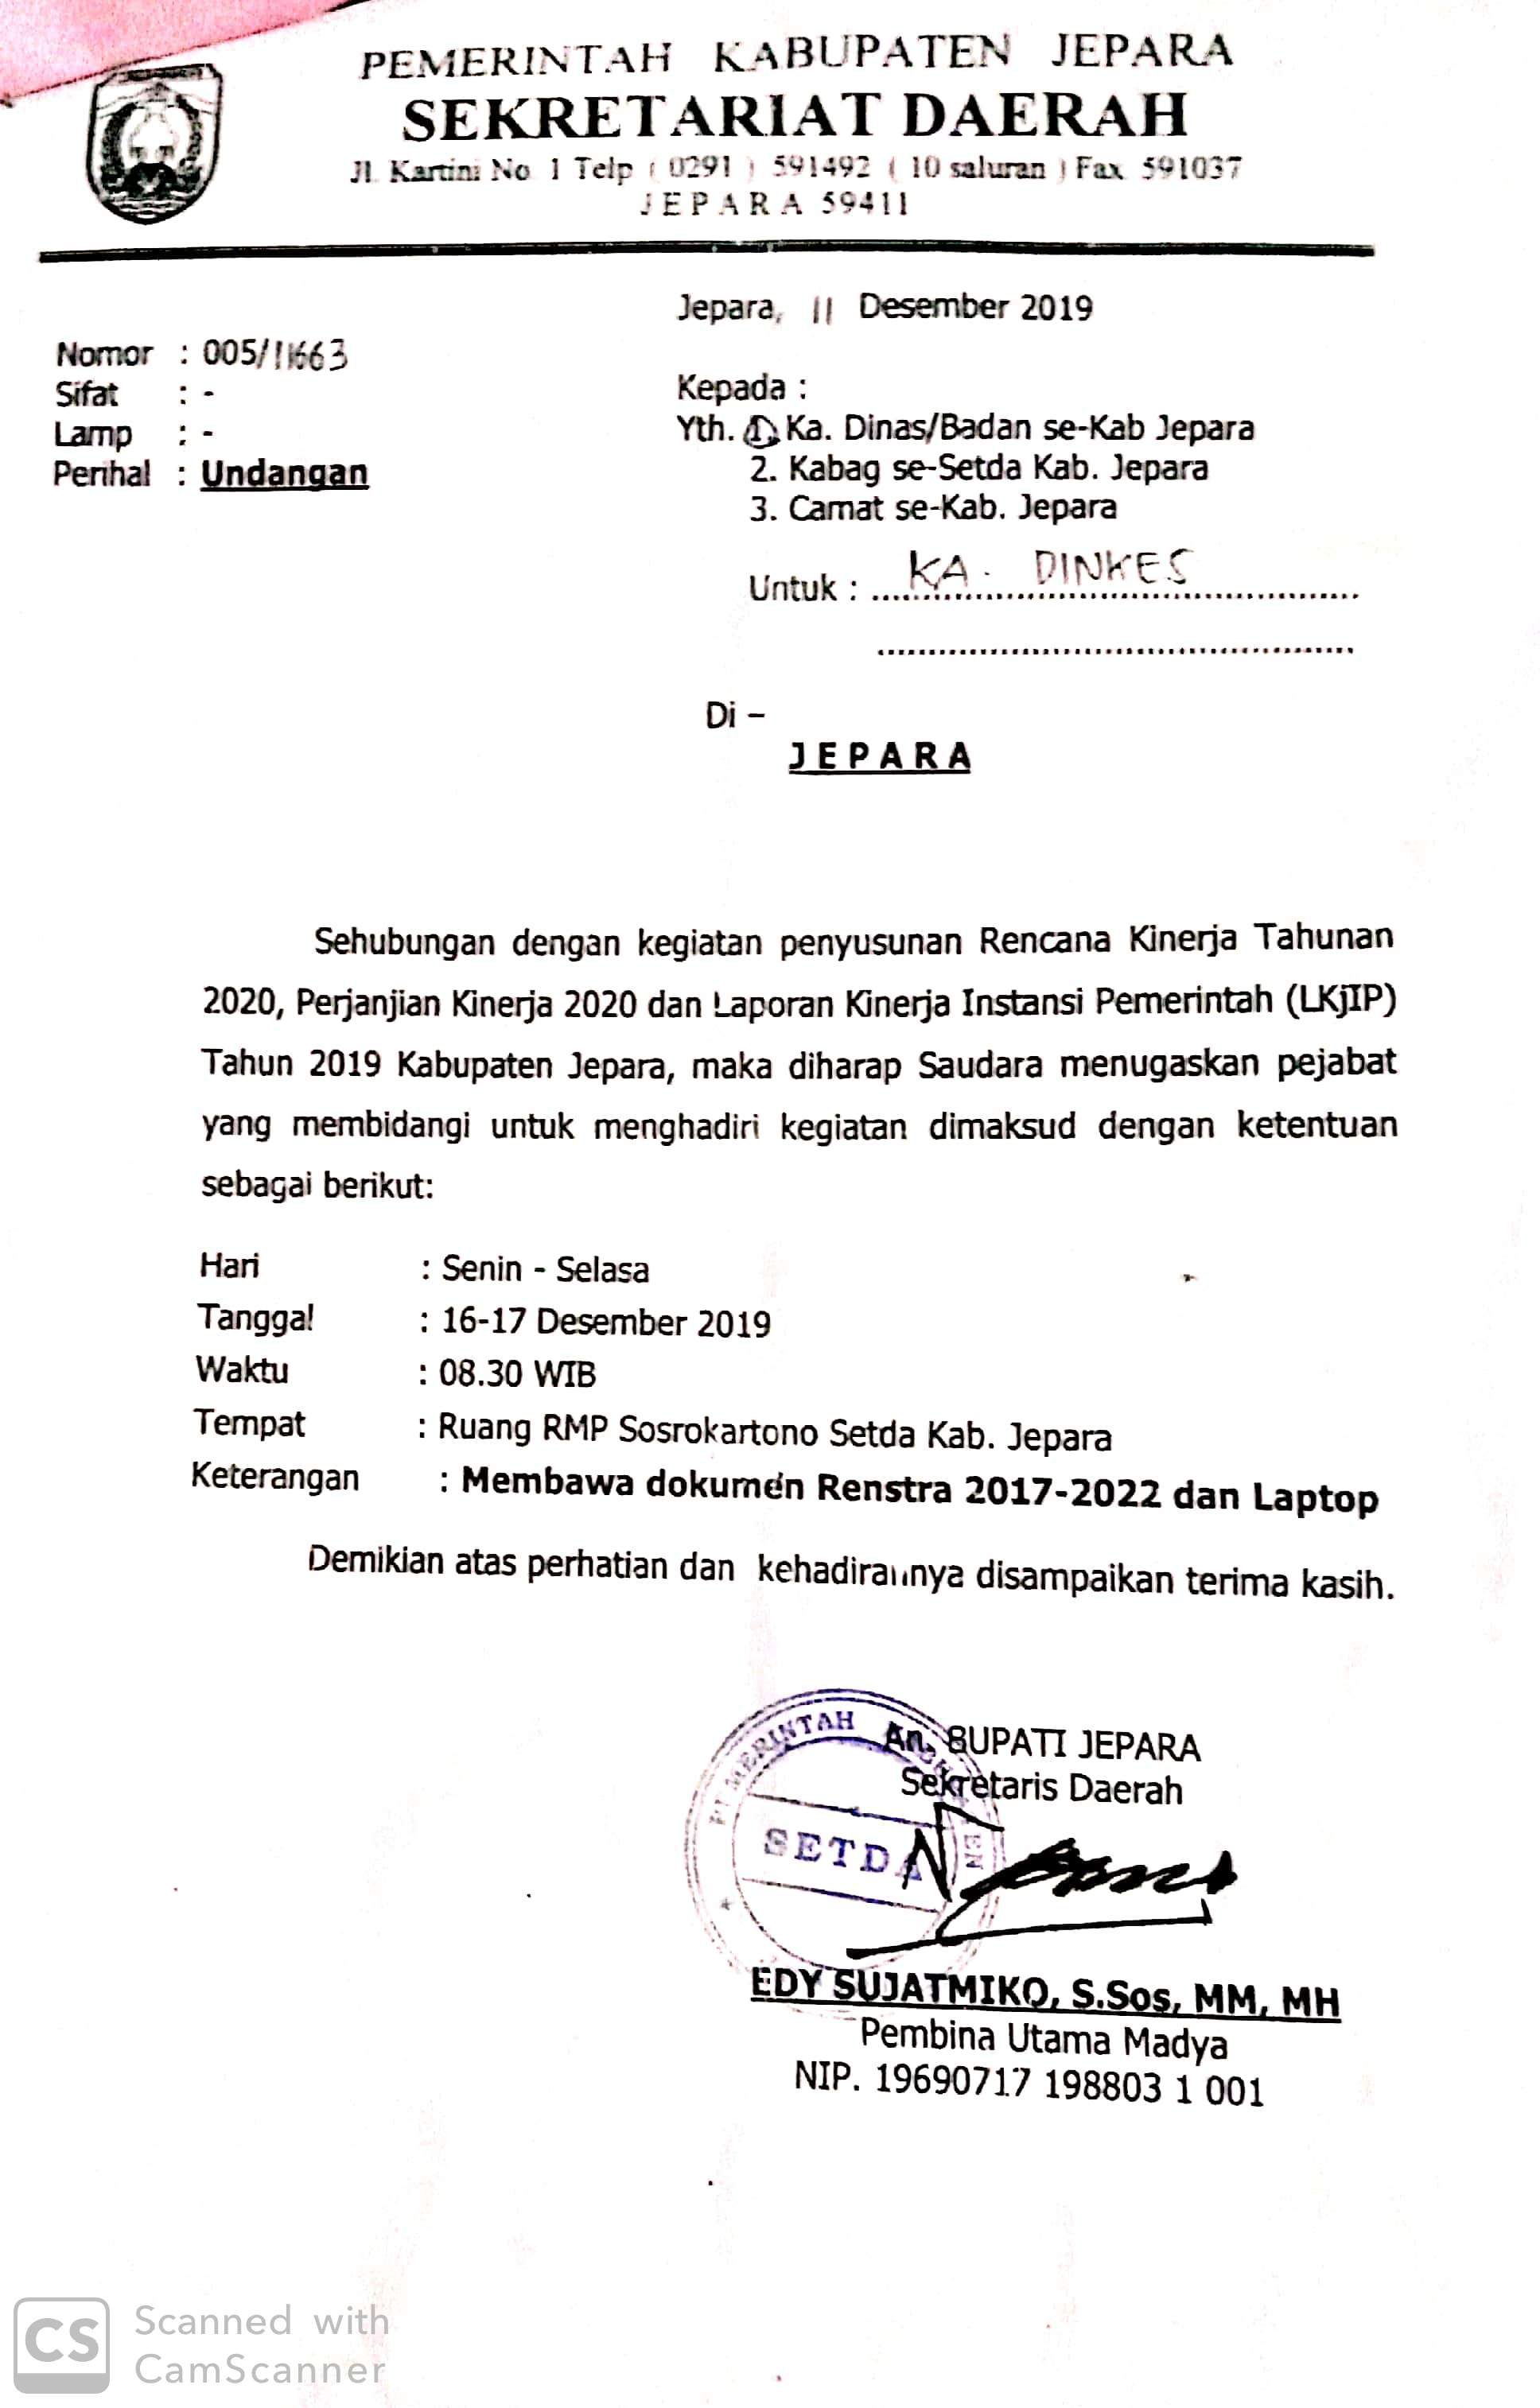 PEMERINTAH KABUPATEN JEPARA
SEKRETARIAT DAERAH
Jl. Kartini No. 1 Telp ( 0291 ) 591492 ( 10 saluran ) Fax 591037
JEPARA 59411
Jepara, 11 Desember 2019
Nomor : 005/11663
Sifat : -
Lamp : -
Perihal : Undangan
Kepada :
Yth. 1. Ka. Dinas/Badan se-Kab Jepara
2. Kabag se-Setda Kab. Jepara
3. Camat se-Kab. Jepara
Untuk : KA. DINKES
Di –
JEPARA
Sehubungan dengan kegiatan penyusunan Rencana Kinerja Tahunan
2020, Perjanjian Kinerja 2020 dan Laporan Kinerja Instansi Pemerintah (LKjIP)
Tahun 2019 Kabupaten Jepara, maka diharap Saudara menugaskan pejabat
yang membidangi untuk menghadiri kegiatan dimaksud dengan ketentuan
sebagai berikut:
Hari : Senin - Selasa
Tanggal : 16-17 Desember 2019
Waktu : 08.30 WIB
Tempat : Ruang RMP Sosrokartono Setda Kab. Jepara
Keterangan : Membawa dokumen Renstra 2017-2022 dan Laptop
Demikian atas perhatian dan kehadirannya disampaikan terima kasih.
An. BUPATI JEPARA
Sekretaris Daerah
PEMERINTAH
SETDA
EDY SUJATMIKO, S.Sos, MM, MH
Pembina Utama Madya
NIP. 19690717 198803 1 001
CS Scanned with
CamScanner